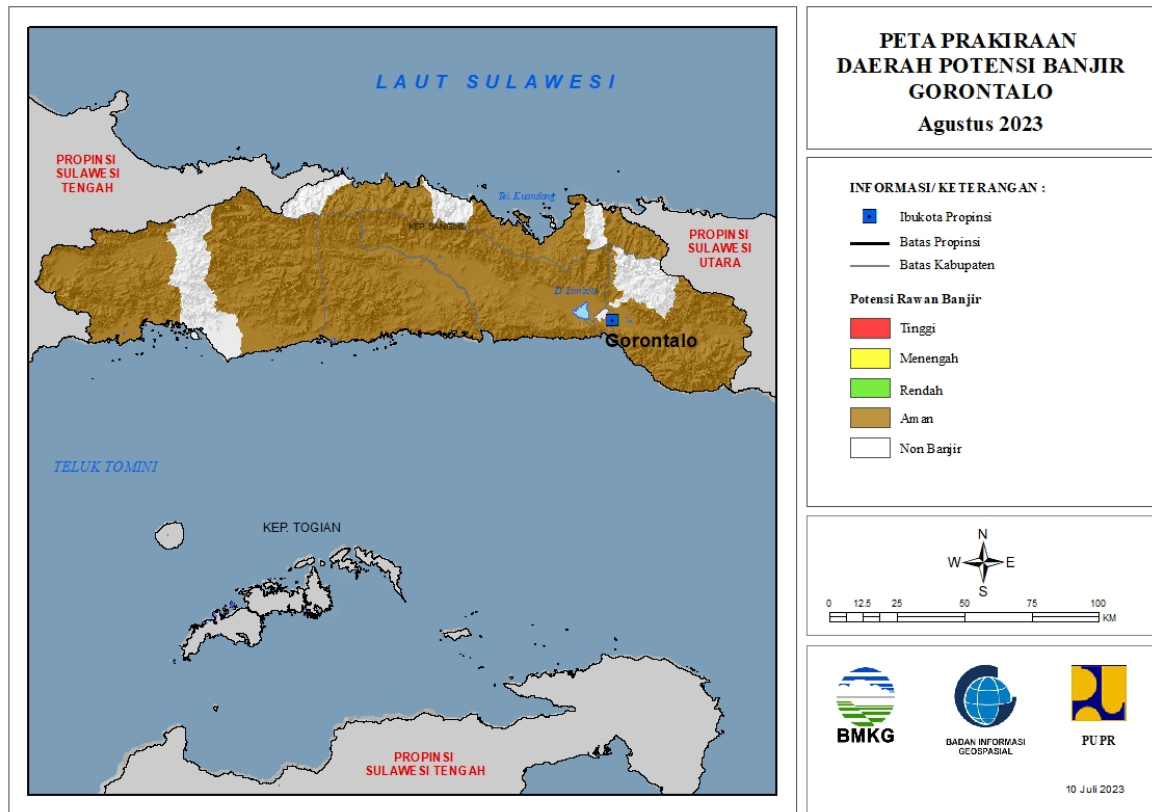 LAUT SULAWESI
PROPINSI
SULAWESI
TENGAH
Tel. Kuandang
KEP. SANGIHE
PROPINSI
SULAWESI
UTARA
Gorontalo
TELUK TOMINI
KEP. TOGIAN
PROPINSI
SULAWESI TENGAH
PETA PRAKIRAAN
DAERAH POTENSI BANJIR
GORONTALO
Agustus 2023
INFORMASI/ KETERANGAN :
Ibukota Propinsi
Batas Propinsi
Batas Kabupaten
Potensi Rawan Banjir
Tinggi
Menengah
Rendah
Aman
Non Banjir
N
W E
S
0 12.5 25 50 75 100
KM
BMKG
BADAN INFORMASI
GEOSPASIAL
PUPR
10 Juli 2023